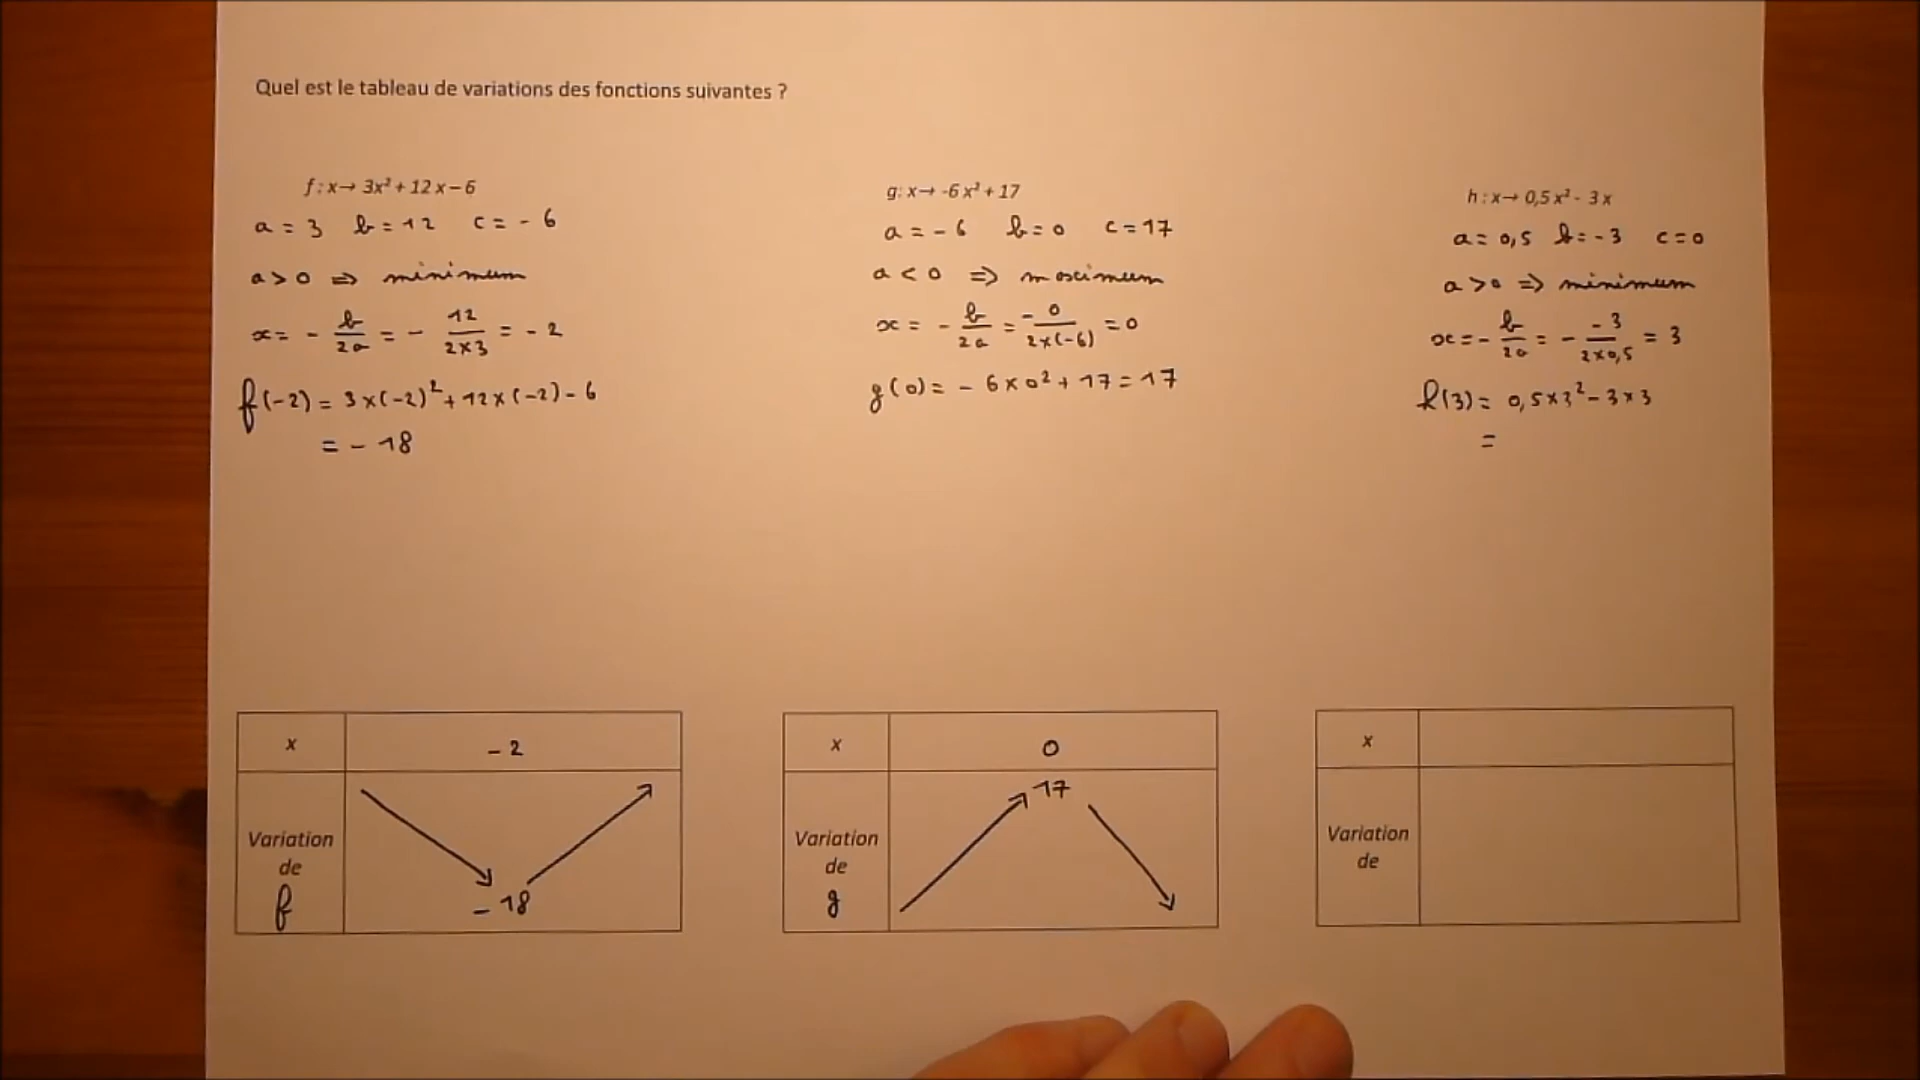 Quel est le tableau de variations des fonctions suivantes ?
f : x→ 3x² + 12 x – 6
a = 3 b = 12 c = - 6
a > 0 ⇒ minimum
x = - b/2a = - 12/2×3 = - 2
f(-2) = 3×(-2)² + 12×(-2) - 6
= - 18
g: x→ -6 x² + 17
a = - 6 b = 0 c = 17
a < 0 ⇒ maximum
x = - b/2a = - 0/2×(-6) = 0
g(0) = - 6×0² + 17 = 17
h : x→ 0,5 x² - 3 x
a = 0,5 b = - 3 c = 0
a > 0 ⇒ minimum
x = - b/2a = - -3/2×0,5 = 3
h(3) = 0,5×3² - 3×3
=
x - 2
Variation
de
f
- 18
x 0
17
Variation
de
g
x
Variation
de